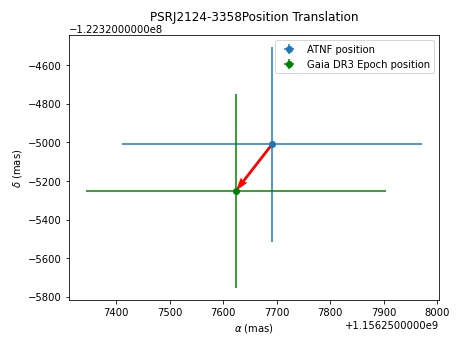 PSRJ2124-3358Position Translation
−1.2232000000e8
ATNF position
Gaia DR3 Epoch position
−4600
−4800
−5000
−5200
−5400
−5600
−5800
δ (mas)
7400 7500 7600 7700 7800 7900 8000
α (mas)
+1.1562500000e9